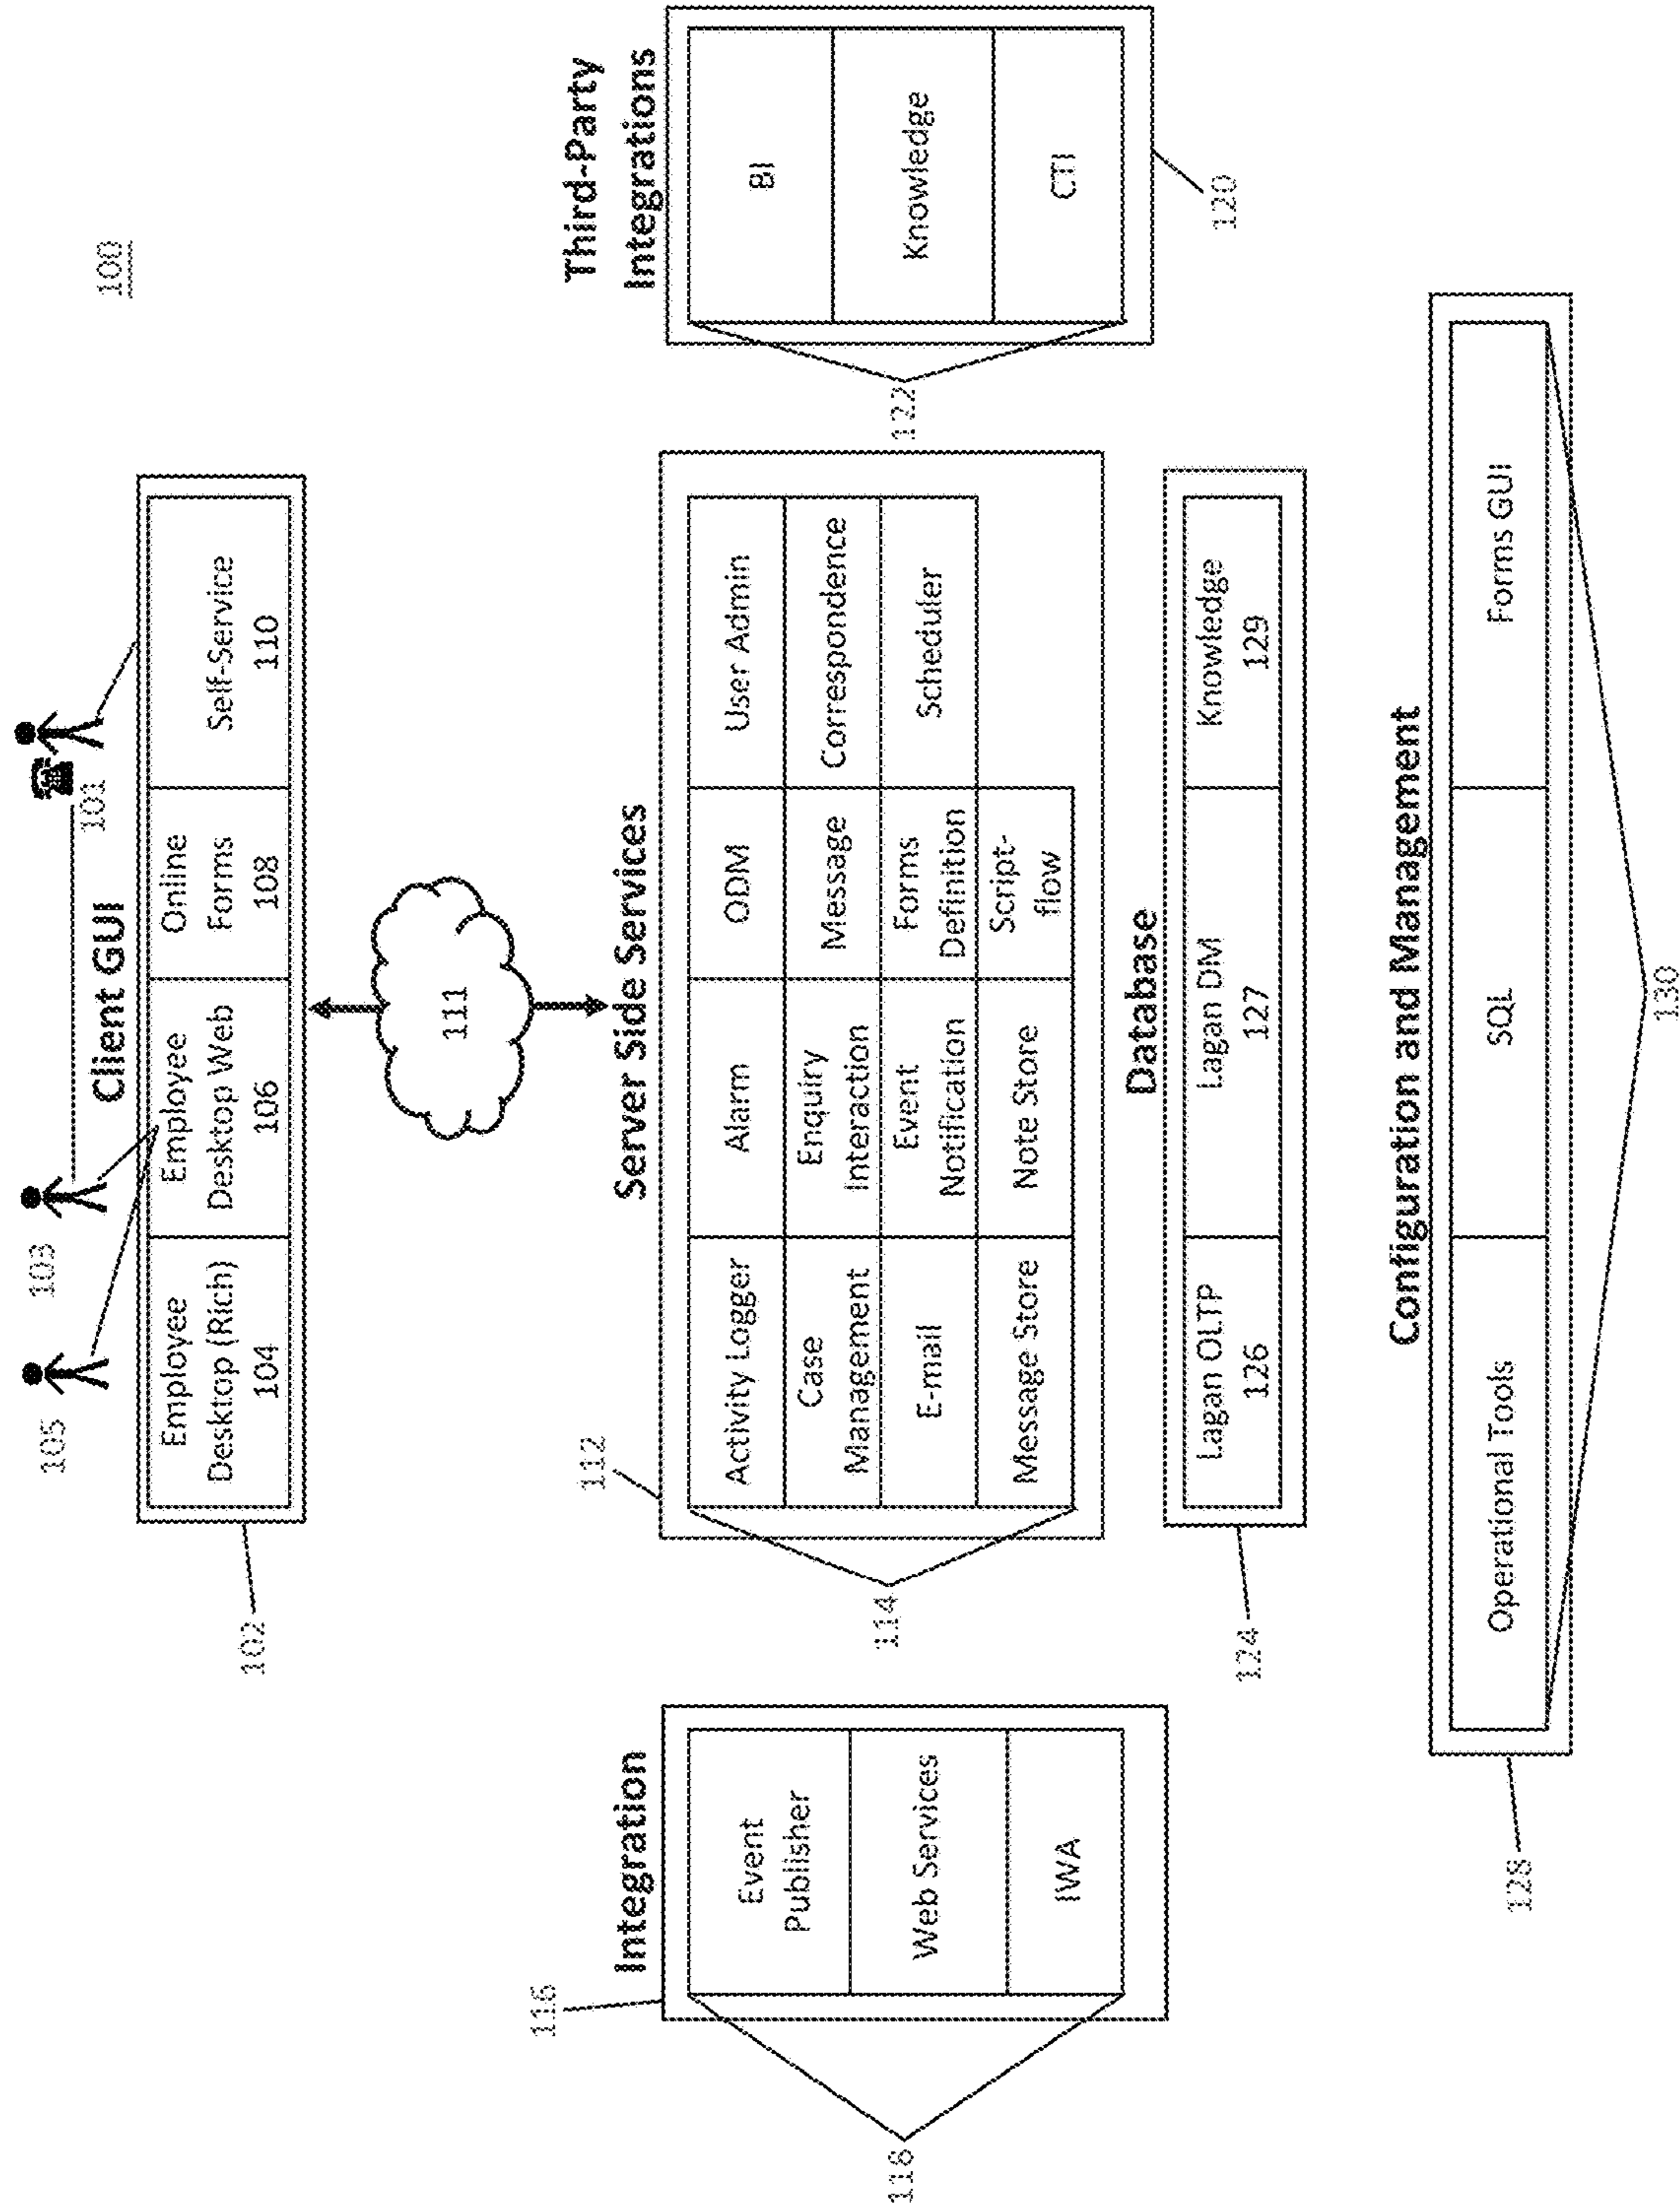 100
101
103
105
Client GUI
Employee
Desktop (Rich)
104
Employee
Desktop Web
106
Online
Forms
108
Self-Service
110
102
111
Server Side Services
112
Activity Logger
Alarm
ODM
User Admin
Case
Management
Enquiry
Interaction
Message
Correspondence
E-mail
Event
Notification
Forms
Definition
Scheduler
Message Store
Note Store
Script-
flow
114
Integration
116
Event
Publisher
Web Services
IWA
118
Third-Party
Integrations
BI
Knowledge
CTI
120
122
Database
Lagan OLTP
126
Lagan DM
127
Knowledge
129
124
Configuration and Management
Operational Tools
SQL
Forms GUI
128
130